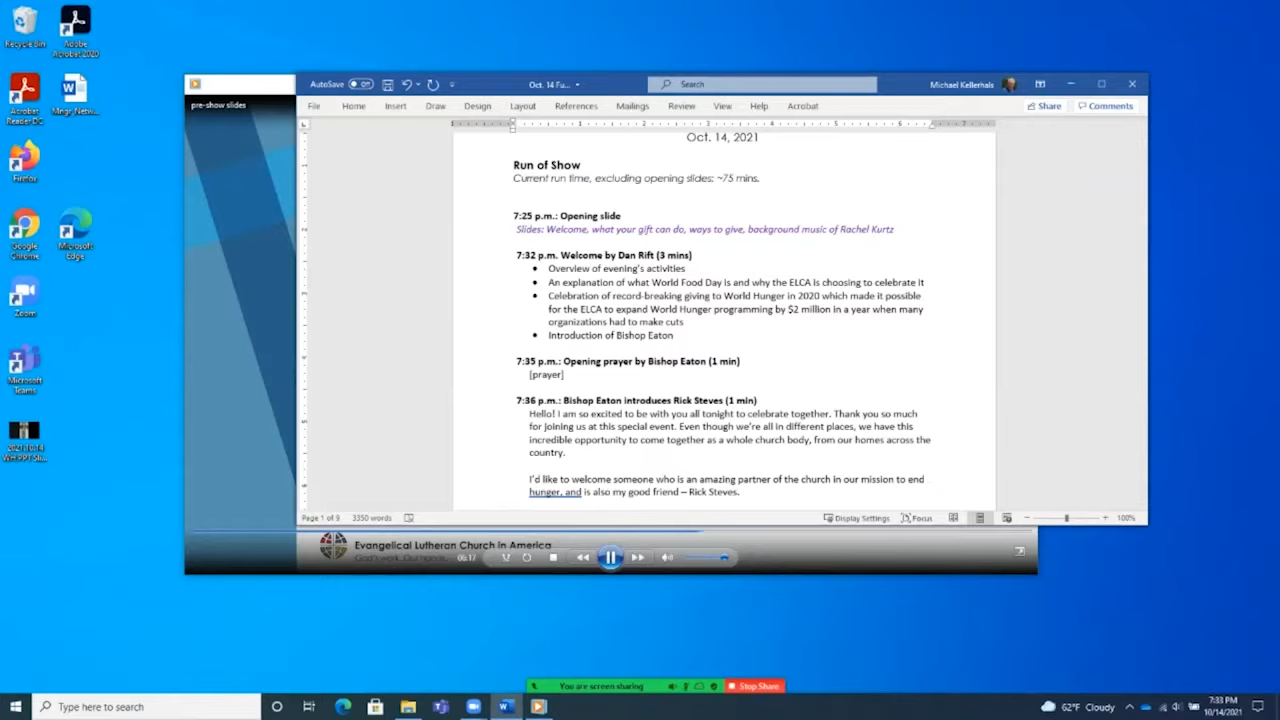 Recycle Bin
Adobe
Acrobat 2020
Acrobat
Reader DC
Mngr Netw...
Firefox
Google
Chrome
Microsoft
Edge
Zoom
Microsoft
Teams
2021 10 14
pre-show slides
AutoSave Off
Oct. 14 Fu...
Search
Michael Kellerhals
File Home Insert Draw Design Layout References Mailings Review View Help Acrobat
Share Comments
Oct. 14, 2021
Run of Show
Current run time, excluding opening slides: ~75 mins.
7:25 p.m.: Opening slide
Slides: Welcome, what your gift can do, ways to give, background music of Rachel Kurtz
7:32 p.m. Welcome by Dan Rift (3 mins)
• Overview of evening's activities
• An explanation of what World Food Day is and why the ELCA is choosing to celebrate it
• Celebration of record-breaking giving to World Hunger in 2020 which made it possible
for the ELCA to expand World Hunger programming by $2 million in a year when many
organizations had to make cuts
• Introduction of Bishop Eaton
7:35 p.m.: Opening prayer by Bishop Eaton (1 min)
[prayer]
7:36 p.m.: Bishop Eaton introduces Rick Steves (1 min)
Hello! I am so excited to be with you all tonight to celebrate together. Thank you so much
for joining us at this special event. Even though we're all in different places, we have this
incredible opportunity to come together as a whole church body, from our homes across the
country.
I'd like to welcome someone who is an amazing partner of the church in our mission to end
hunger, and is also my good friend – Rick Steves.
Page 1 of 9 3350 words
Display Settings Focus 100%
Evangelical Lutheran Church in America
God's work. Our hands.
00:17
You are screen sharing Stop Share
Type here to search
62°F Cloudy
7:33 PM
10/14/2021